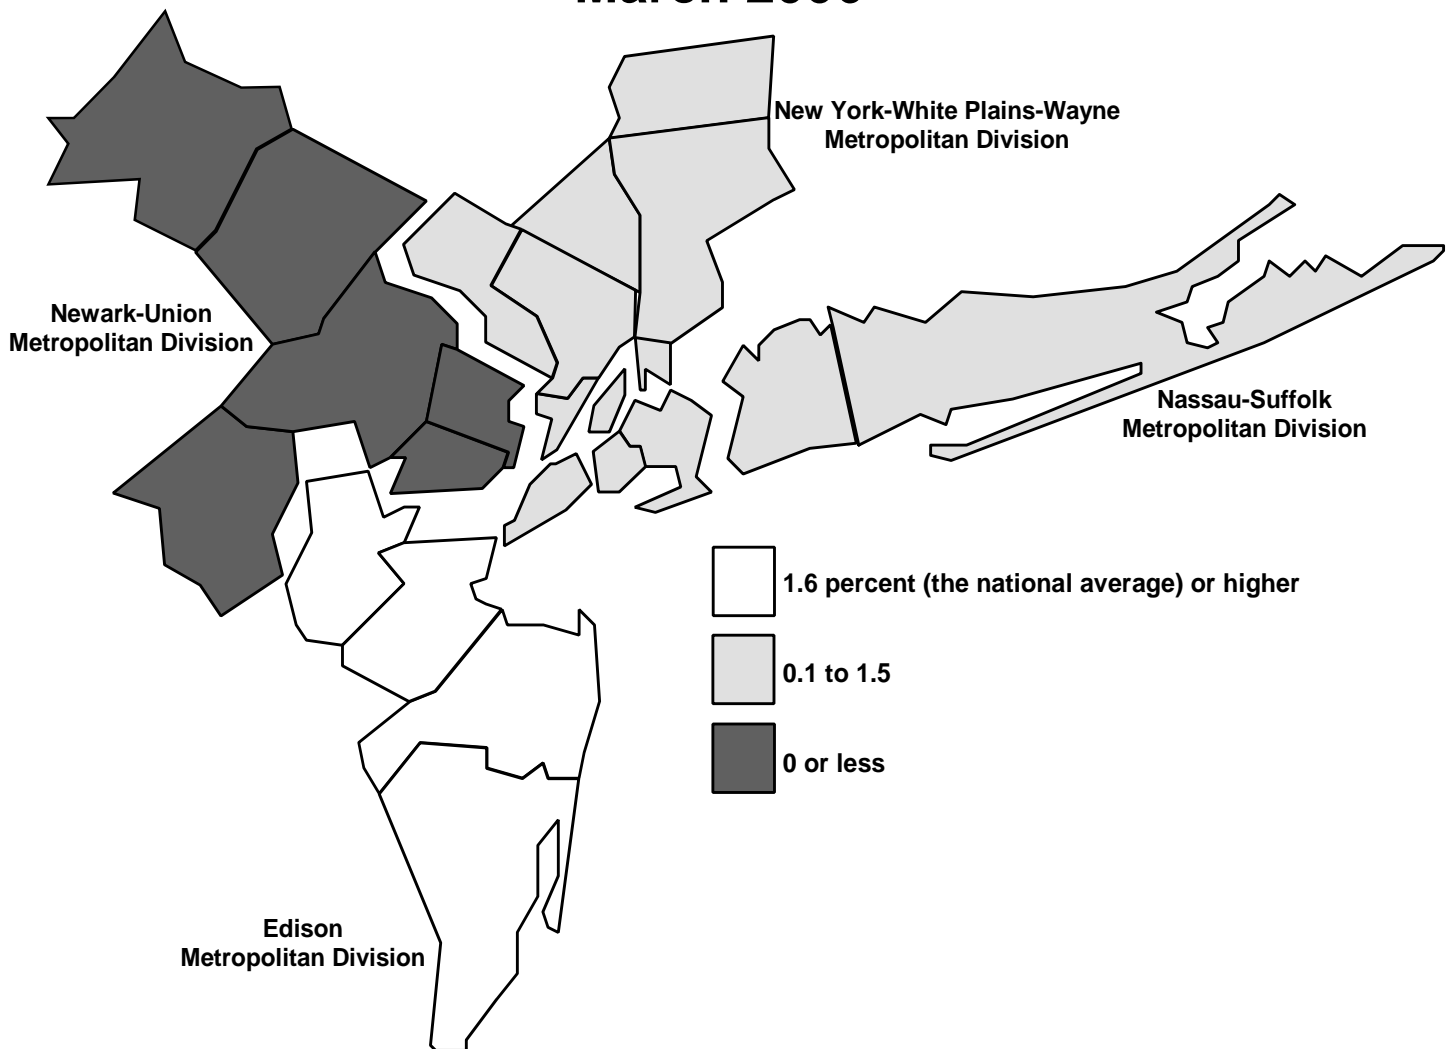 New York-White Plains-Wayne
Metropolitan Division
Newark-Union
Metropolitan Division
Nassau-Suffolk
Metropolitan Division
1.6 percent (the national average) or higher
0.1 to 1.5
0 or less
Edison
Metropolitan Division